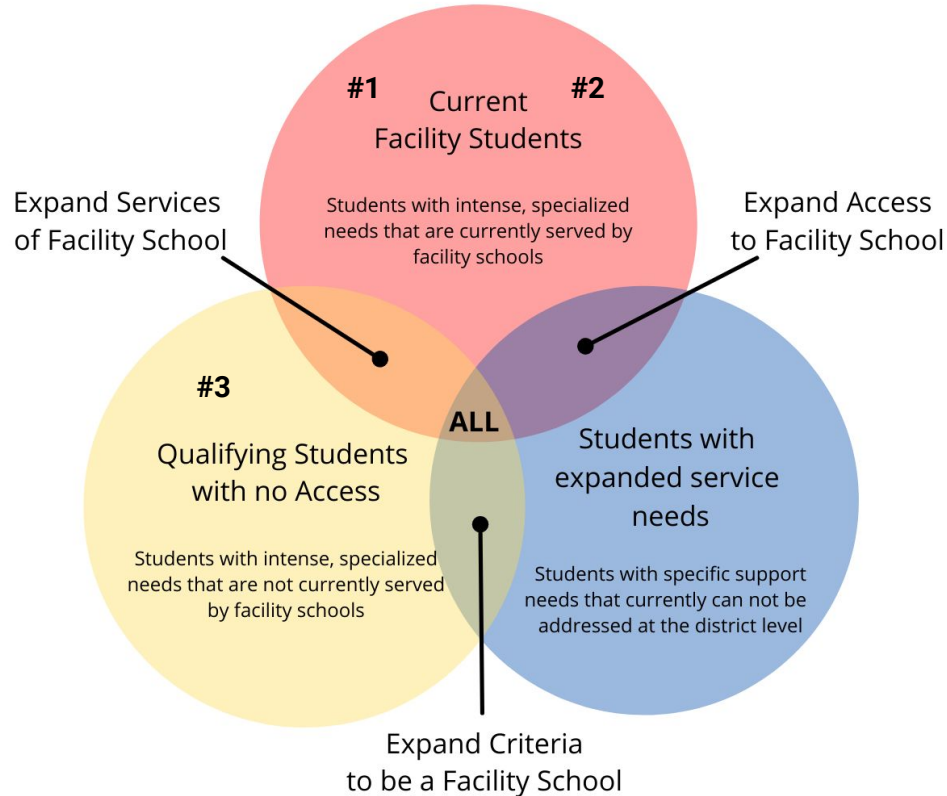 #1
#2
Current
Facility Students
Students with intense, specialized
needs that are currently served by
facility schools
Expand Services
of Facility School
Expand Access
to Facility School
#3
ALL
Qualifying Students
with no Access
Students with intense, specialized
needs that are not currently served
by facility schools
Students with
expanded service
needs
Students with specific support
needs that currently can not be
addressed at the district level
Expand Criteria
to be a Facility School